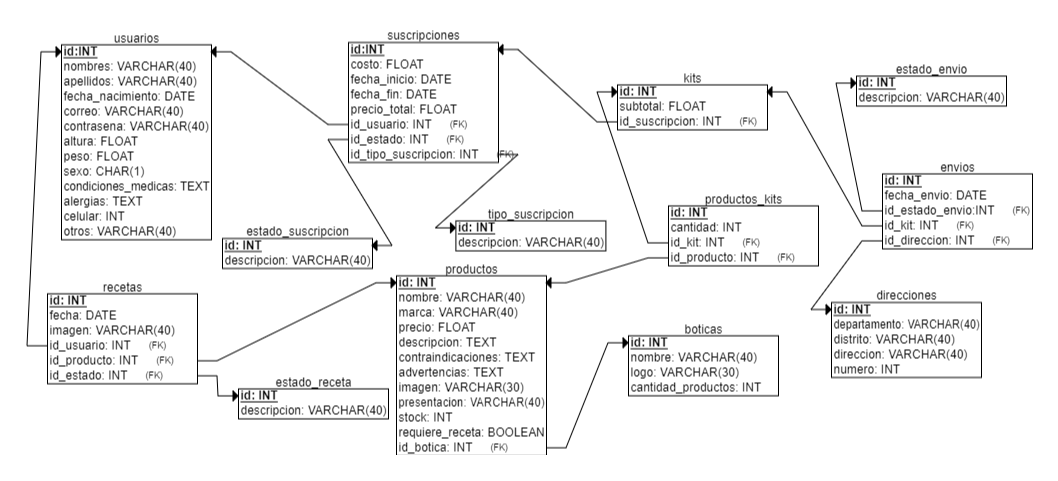 usuarios
id:INT
nombres: VARCHAR(40)
apellidos: VARCHAR(40)
fecha_nacimiento: DATE
correo: VARCHAR(40)
contrasena: VARCHAR(40)
altura: FLOAT
peso: FLOAT
sexo: CHAR(1)
condiciones_medicas: TEXT
alergias: TEXT
celular: INT
otros: VARCHAR(40)
suscripciones
id:INT
costo: FLOAT
fecha_inicio: DATE
fecha_fin: DATE
precio_total: FLOAT
id_usuario: INT (FK)
id_estado: INT (FK)
id_tipo_suscripcion: INT (FK)
kits
id: INT
subtotal: FLOAT
id_suscripcion: INT (FK)
estado_envio
id: INT
descripcion: VARCHAR(40)
envios
id: INT
fecha_envio: DATE
id_estado_envio:INT (FK)
id_kit: INT (FK)
id_direccion: INT (FK)
productos_kits
id: INT
cantidad: INT
id_kit: INT (FK)
id_producto: INT (FK)
tipo_suscripcion
id: INT
descripcion: VARCHAR(40)
estado_suscripcion
id: INT
descripcion: VARCHAR(40)
recetas
id: INT
fecha: DATE
imagen: VARCHAR(40)
id_usuario: INT (FK)
id_producto: INT (FK)
id_estado: INT (FK)
estado_receta
id: INT
descripcion: VARCHAR(40)
productos
id: INT
nombre: VARCHAR(40)
marca: VARCHAR(40)
precio: FLOAT
descripcion: TEXT
contraindicaciones: TEXT
advertencias: TEXT
imagen: VARCHAR(30)
presentacion: VARCHAR(40)
stock: INT
requiere_receta: BOOLEAN
id_botica: INT (FK)
boticas
id: INT
nombre: VARCHAR(40)
logo: VARCHAR(30)
cantidad_productos: INT
direcciones
id: INT
departamento: VARCHAR(40)
distrito: VARCHAR(40)
direccion: VARCHAR(40)
numero: INT